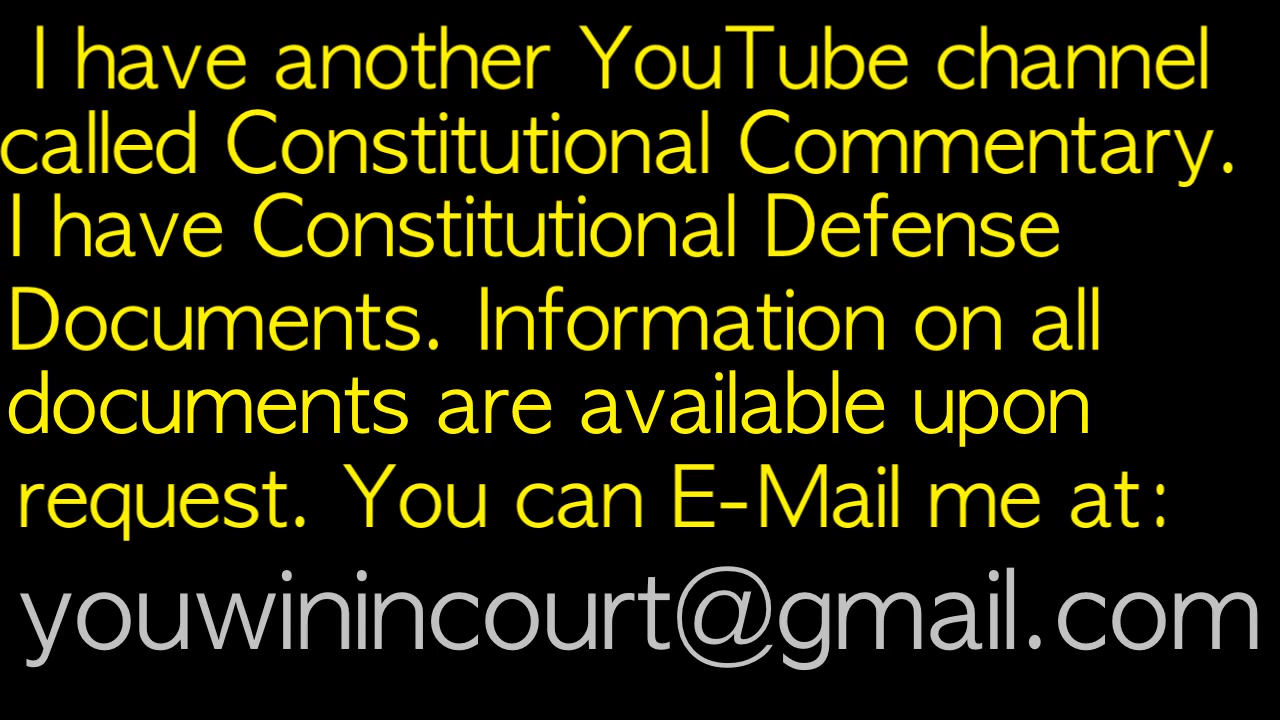 I have another YouTube channel
called Constitutional Commentary.
I have Constitutional Defense
Documents. Information on all
documents are available upon
request. You can E-Mail me at:
youwinincourt@gmail.com